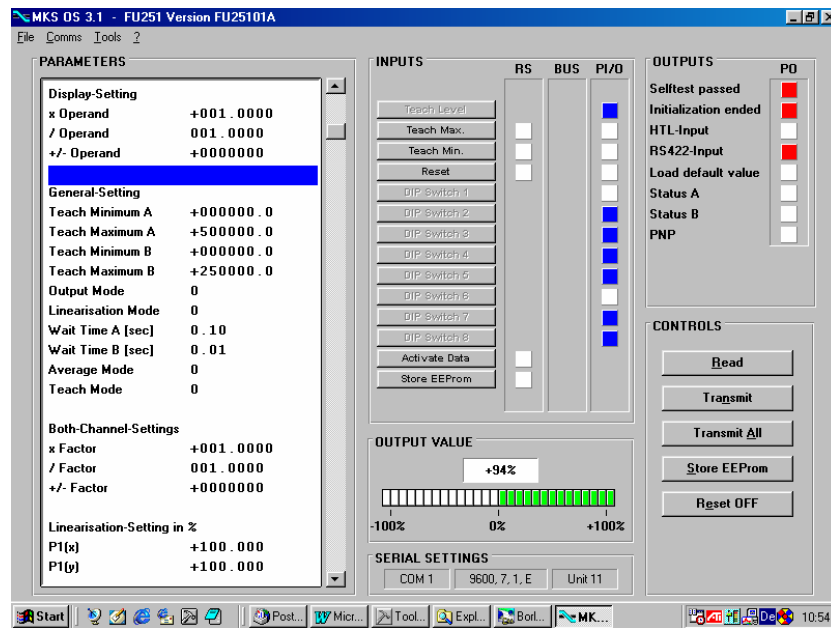 MKS OS 3.1 - FU251 Version FU25101A
File Comms Tools ?
PARAMETERS
Display-Setting
x Operand +001.0000
/ Operand 001.0000
+/- Operand +0000000
General-Setting
Teach Minimum A +000000.0
Teach Maximum A +500000.0
Teach Minimum B +000000.0
Teach Maximum B +250000.0
Output Mode 0
Linearisation Mode 0
Wait Time A [sec] 0.10
Wait Time B [sec] 0.01
Average Mode 0
Teach Mode 0
Both-Channel-Settings
x Factor +001.0000
/ Factor 001.0000
+/- Factor +0000000
Linearisation-Setting in %
P1(x) +100.000
P1(y) +100.000
INPUTS
RS BUS PI/O
Teach Level
Teach Max.
Teach Min.
Reset
DIP Switch 1
DIP Switch 2
DIP Switch 3
DIP Switch 4
DIP Switch 5
DIP Switch 6
DIP Switch 7
DIP Switch 8
Activate Data
Store EEProm
OUTPUT VALUE
+94%
-100% 0% +100%
SERIAL SETTINGS
COM 1 9600, 7, 1, E Unit 11
OUTPUTS
PO
Selftest passed
Initialization ended
HTL-Input
RS422-Input
Load default value
Status A
Status B
PNP
CONTROLS
Read
Transmit
Transmit All
Store EEProm
Reset OFF
Start Post... Micr... Tool... Expl... Borl... MK... De 10:54